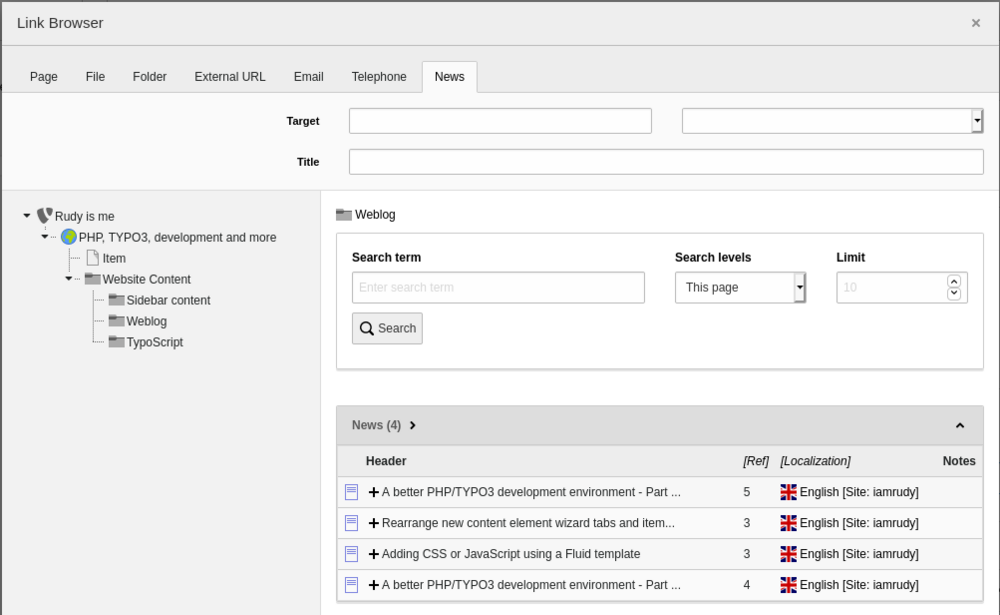 Link Browser ×
Page File Folder External URL Email Telephone News
Target
Title
Rudy is me
PHP, TYPO3, development and more
Item
Website Content
Sidebar content
Weblog
TypoScript
Weblog
Search term Search levels Limit
Enter search term This page 10
Search
News (4)
Header [Ref] [Localization] Notes
A better PHP/TYPO3 development environment - Part ... 5 English [Site: iamrudy]
Rearrange new content element wizard tabs and item... 3 English [Site: iamrudy]
Adding CSS or JavaScript using a Fluid template 3 English [Site: iamrudy]
A better PHP/TYPO3 development environment - Part ... 4 English [Site: iamrudy]